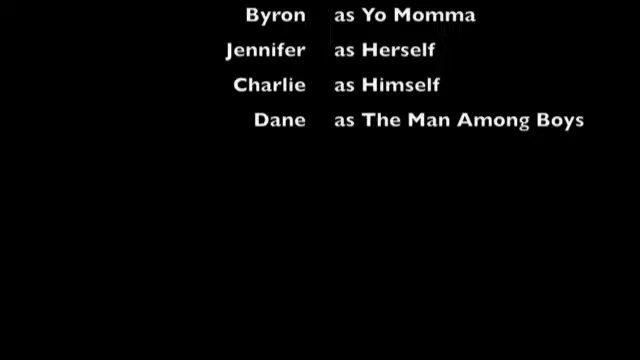 Byron as Yo Momma
Jennifer as Herself
Charlie as Himself
Dane as The Man Among Boys